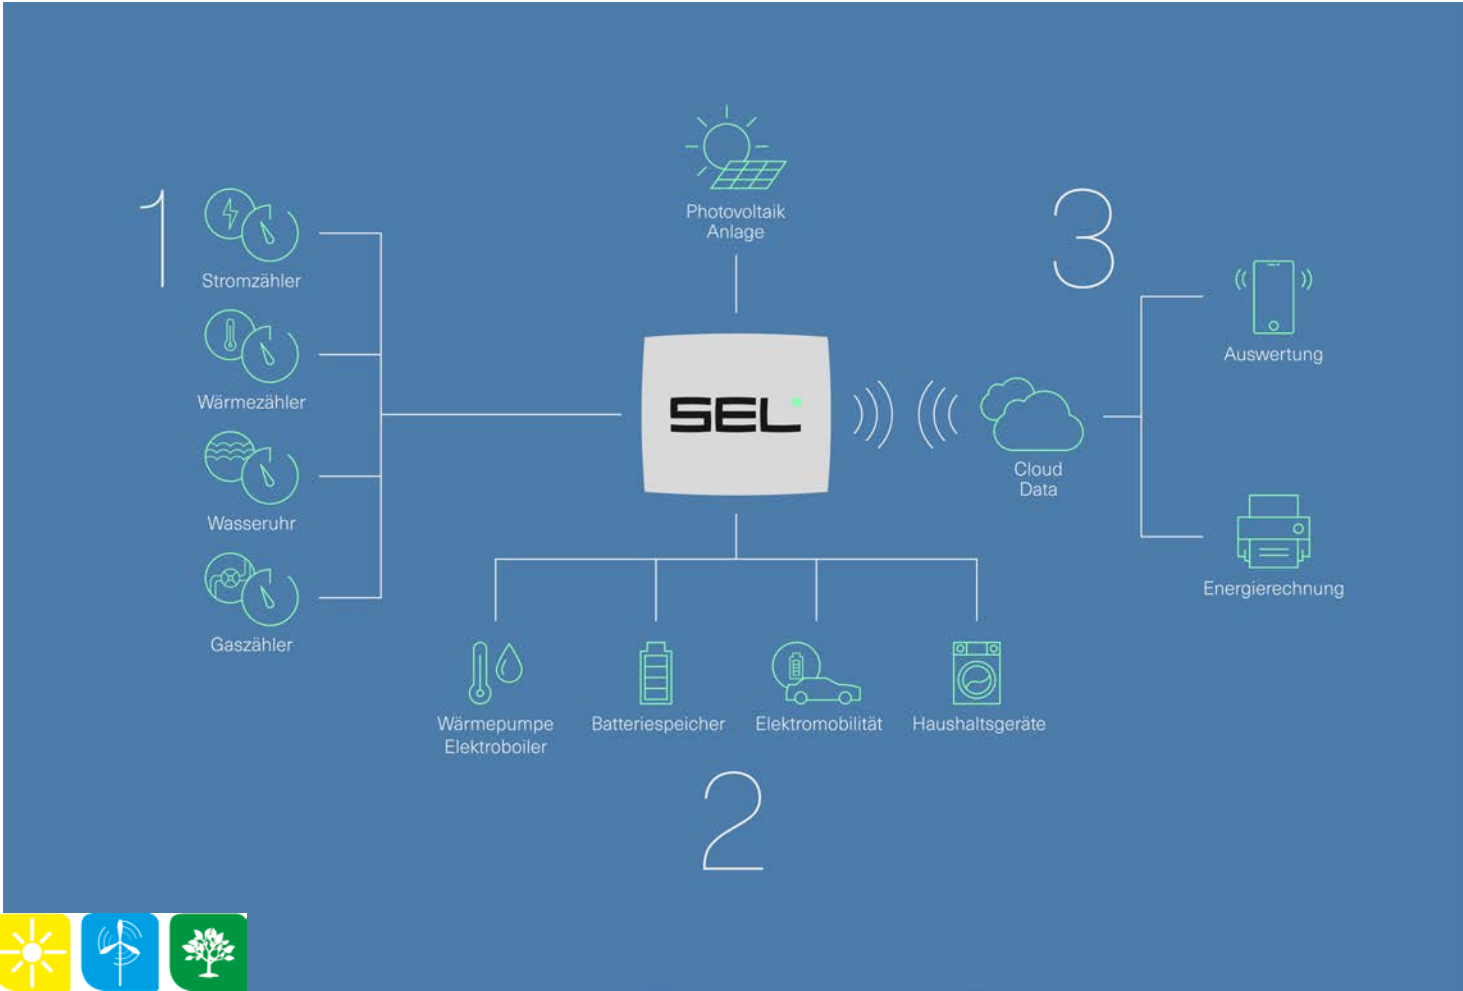 1
Stromzähler
Wärmezähler
Wasseruhr
Gaszähler
Photovoltaik
Anlage
SEL
Wärmepumpe
Elektroboiler
Batteriespeicher
Elektromobilität
Haushaltsgeräte
2
3
Cloud
Data
Auswertung
Energierechnung